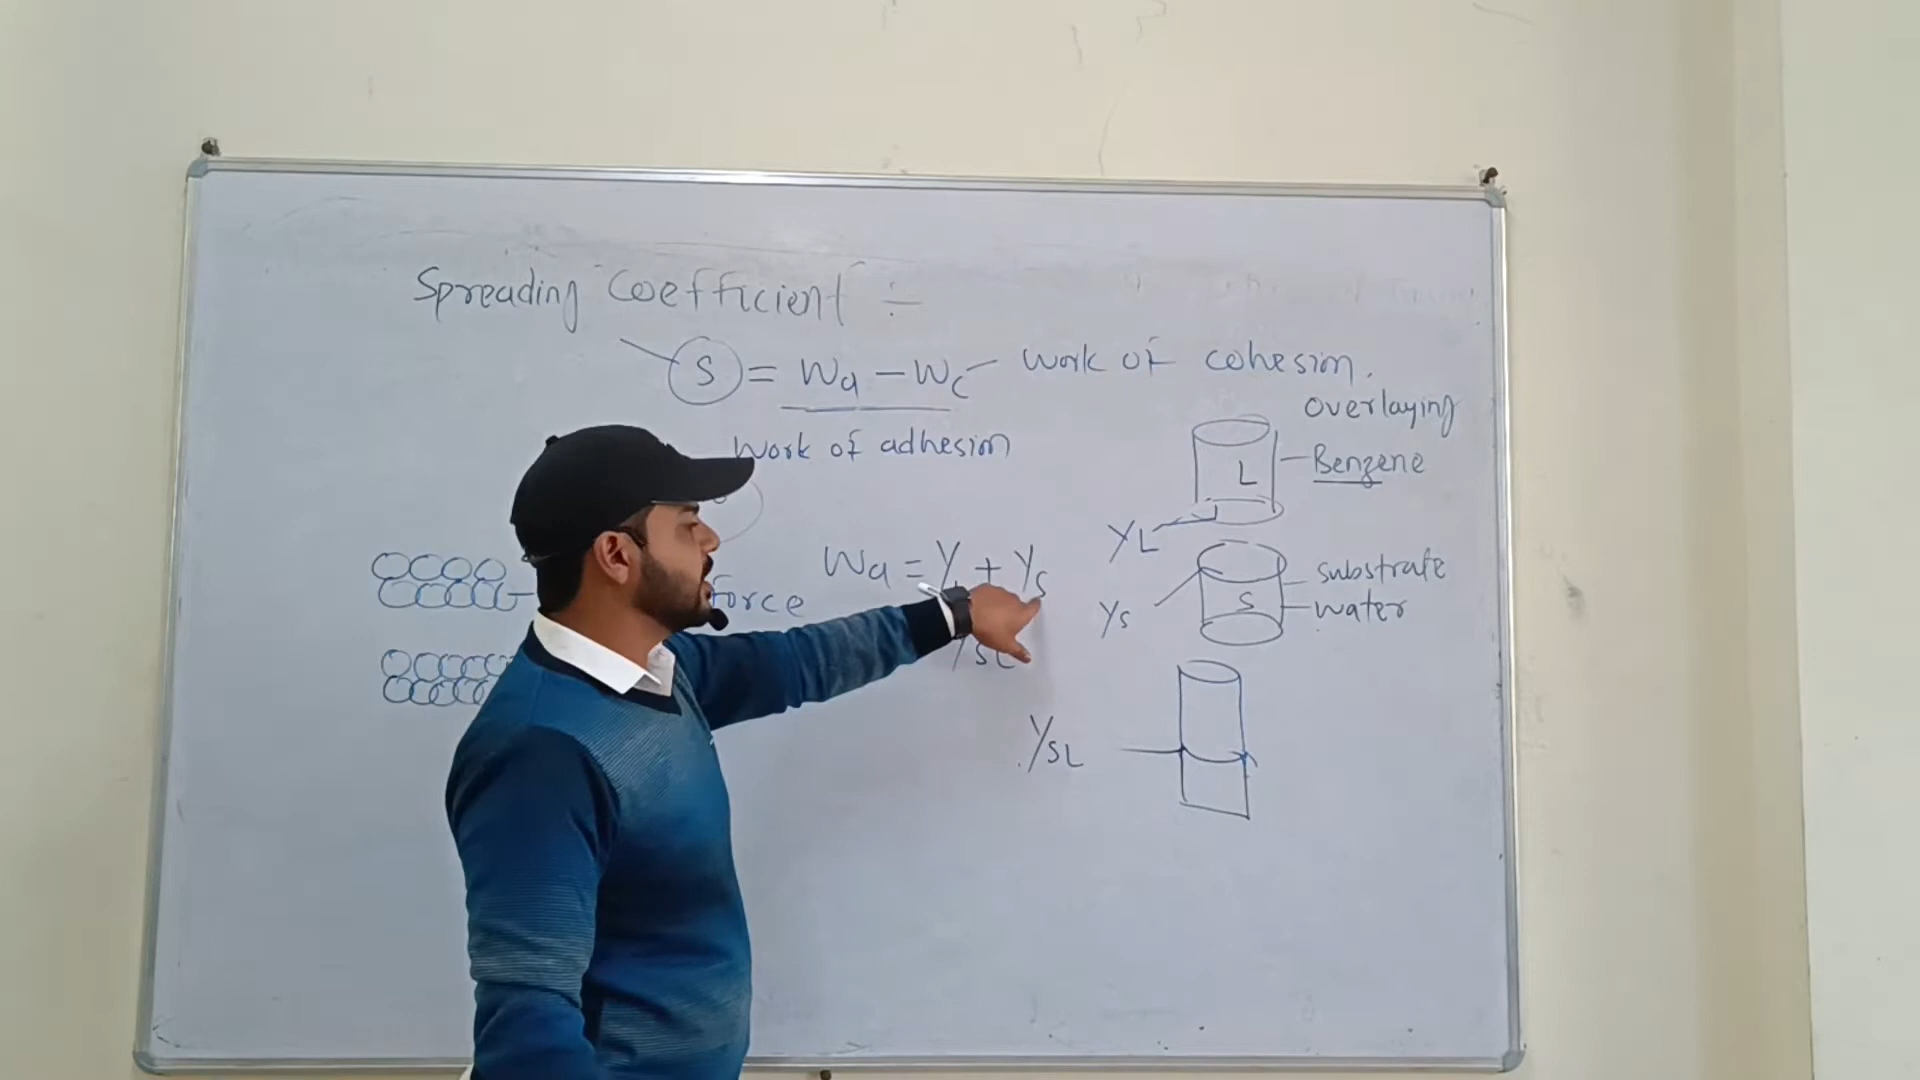 Spreading Coefficient :-
S = Wa - Wc - Work of cohesion.
Work of adhesion
overlaying
L - Benzene
γL
Wa = γL + γS
γSL
force
substrate
γS
S - water
γSL